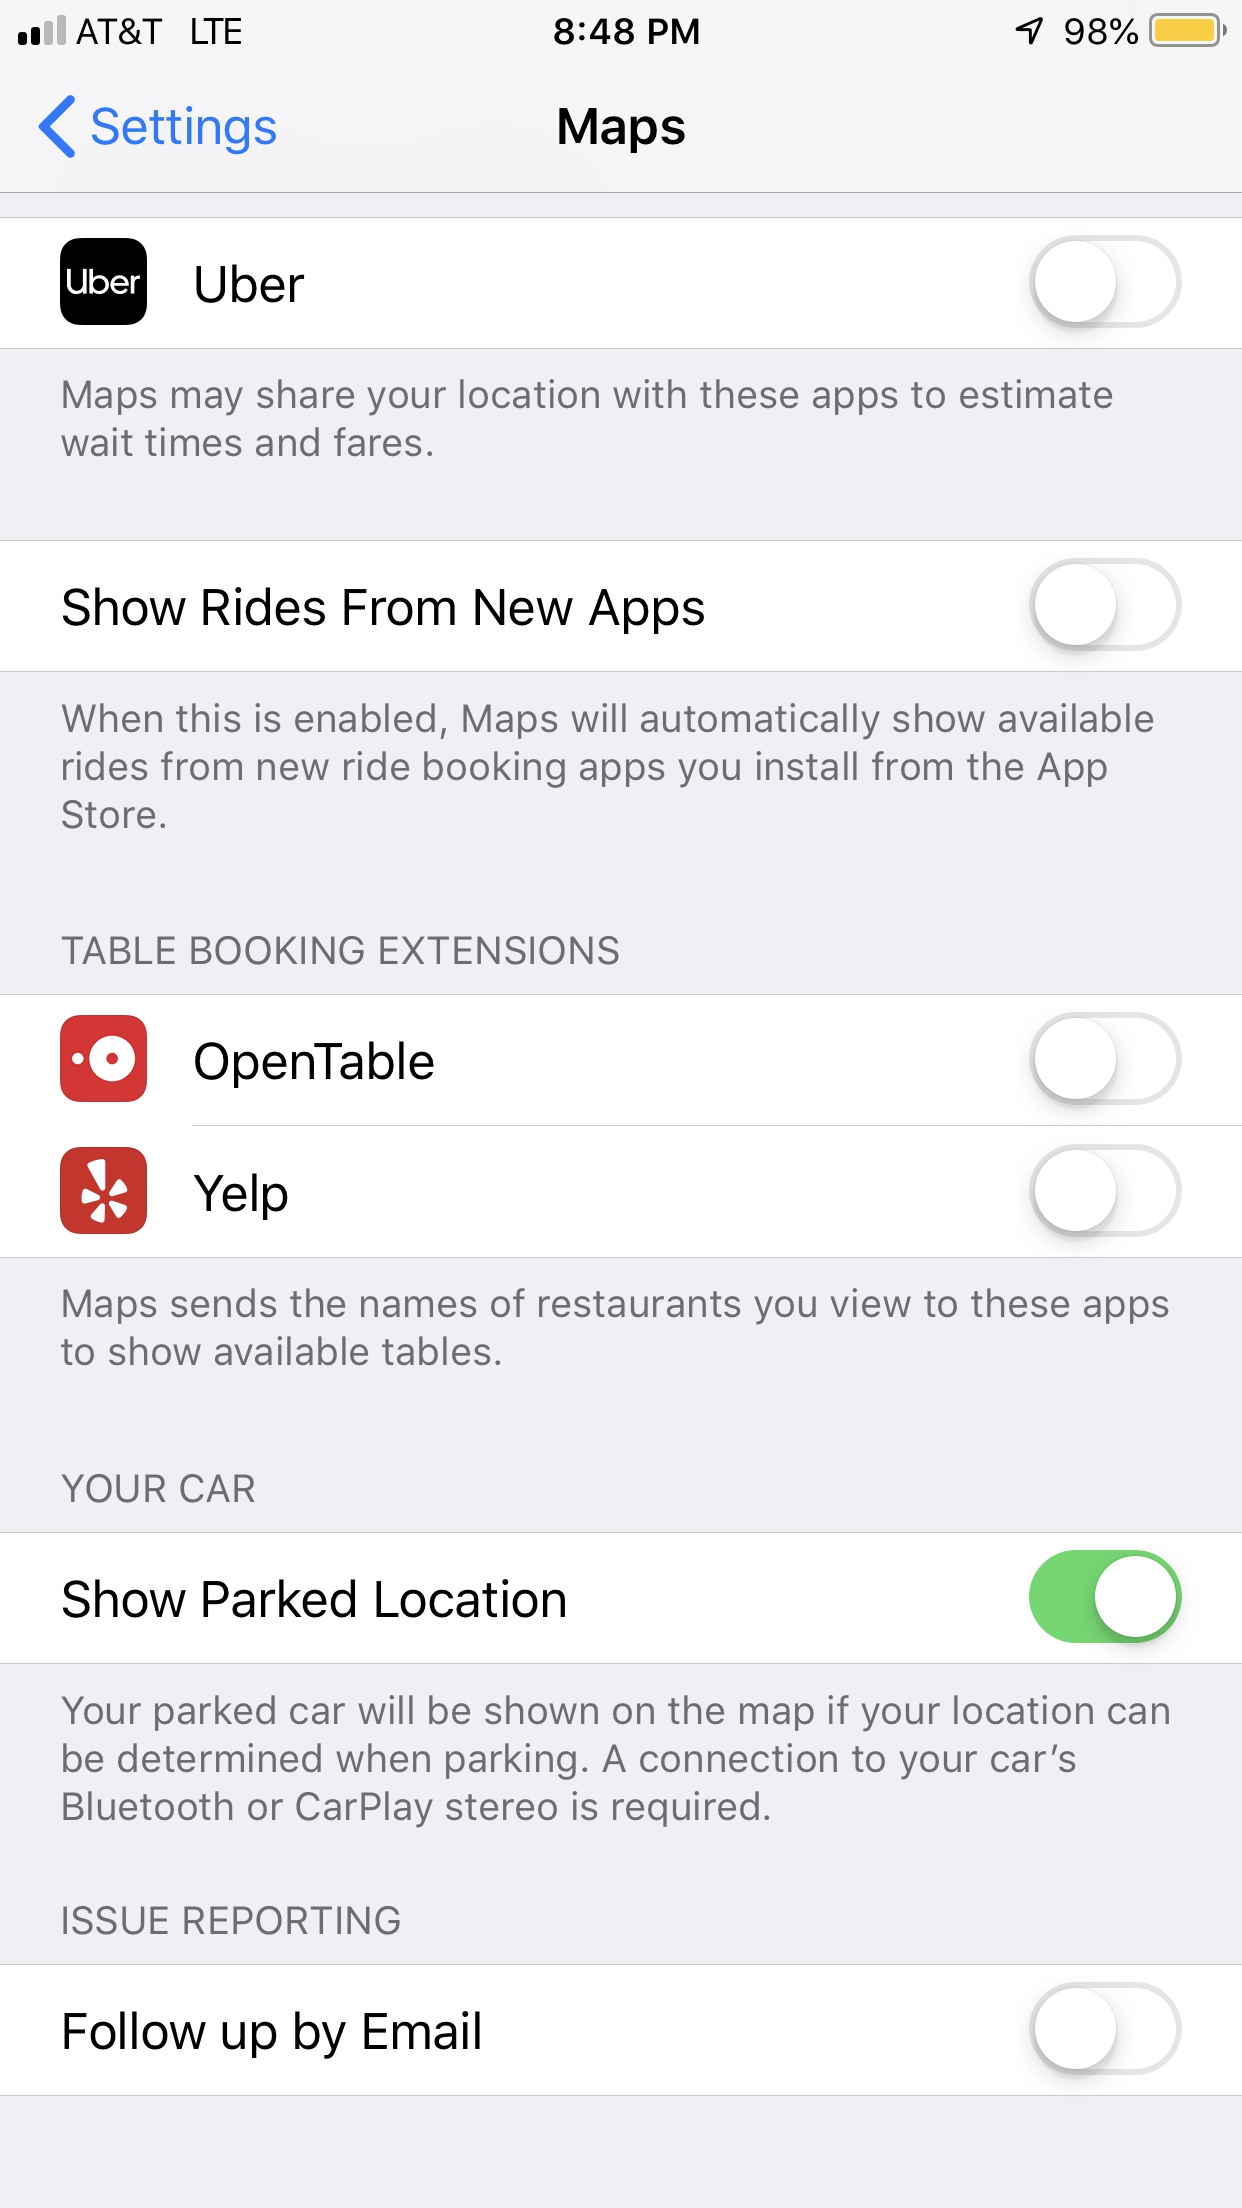 AT&T LTE 8:48 PM 98%
Settings Maps
Uber Uber
Maps may share your location with these apps to estimate
wait times and fares.
Show Rides From New Apps
When this is enabled, Maps will automatically show available
rides from new ride booking apps you install from the App
Store.
TABLE BOOKING EXTENSIONS
OpenTable
Yelp
Maps sends the names of restaurants you view to these apps
to show available tables.
YOUR CAR
Show Parked Location
Your parked car will be shown on the map if your location can
be determined when parking. A connection to your car’s
Bluetooth or CarPlay stereo is required.
ISSUE REPORTING
Follow up by Email